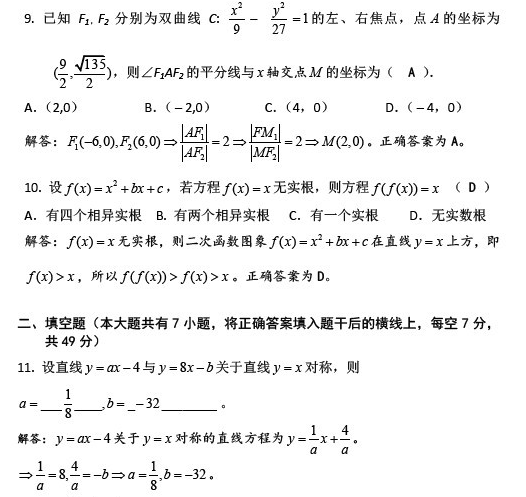 9. 已知 F₁, F₂ 分别为双曲线 C: x²/9 − y²/27 =1的左、右焦点，点 A 的坐标为
(9/2, √135/2)，则∠F₁AF₂的平分线与 x 轴交点 M 的坐标为（ A ）.
A.（2,0） B.（−2,0） C.（4，0） D.（−4，0）
解答：F₁(−6,0),F₂(6,0)⇒|AF₁|/|AF₂|=2⇒|FM₁|/|MF₂|=2⇒M(2,0)。正确答案为 A。
10. 设 f(x)=x²+bx+c，若方程 f(x)=x 无实根，则方程 f(f(x))=x （ D ）
A. 有四个相异实根 B. 有两个相异实根 C. 有一个实根 D. 无实数根
解答：f(x)=x 无实根，则二次函数图象 f(x)=x²+bx+c 在直线 y=x 上方，即
f(x)>x，所以 f(f(x))>f(x)>x。正确答案为 D。
二、填空题（本大题共有 7 小题，将正确答案填入题干后的横线上，每空 7 分，
共 49 分）
11. 设直线 y=ax−4 与 y=8x−b 关于直线 y=x 对称，则
a=___1/8____,b=_−32________。
解答：y=ax−4 关于 y=x 对称的直线方程为 y=1/a x+4/a。
⇒1/a=8,4/a=−b⇒a=1/8,b=−32。